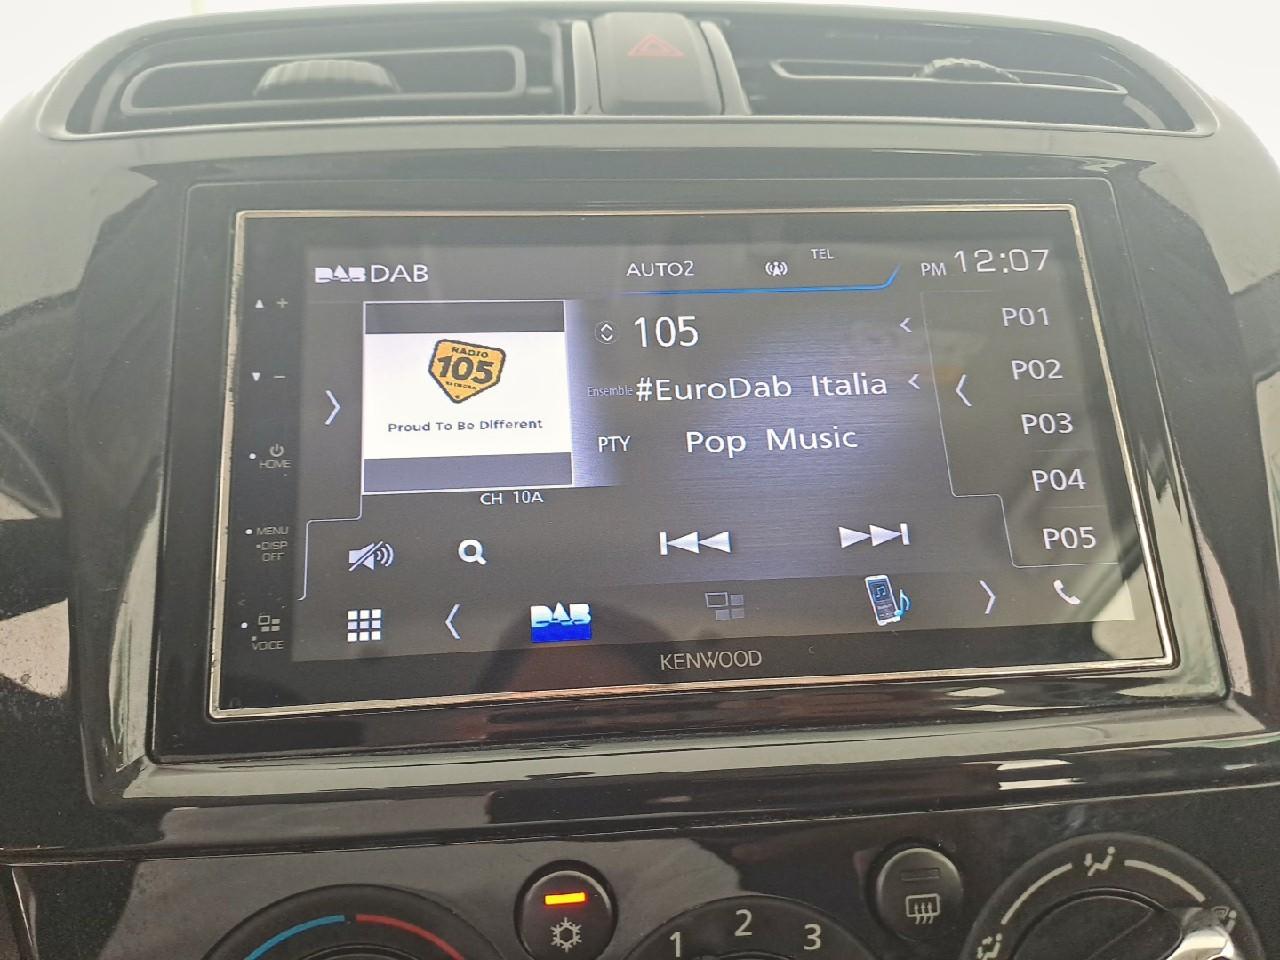 DAB DAB
AUTO2
TEL
PM 12:07
P01
P02
P03
P04
P05
105
RADIO
105
Proud To Be Different
Ensemble #EuroDab Italia
PTY Pop Music
CH 10A
HOME
MENU
DISP
OFF
VOICE
DAB
KENWOOD
1 2 3